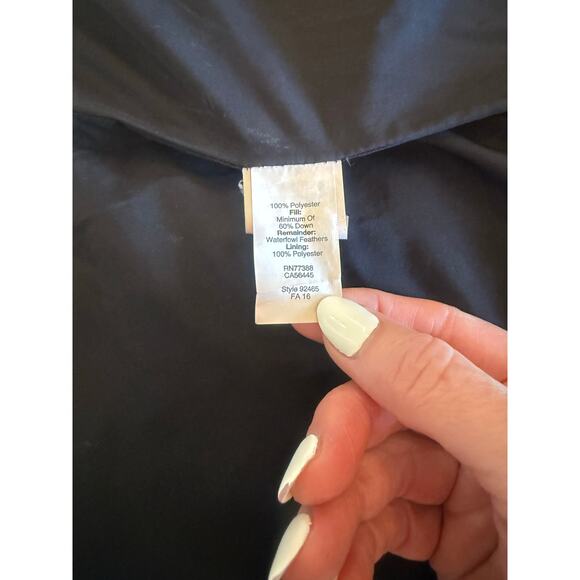 100% Polyester
Fill:
Minimum Of
60% Down
Remainder:
Waterfowl Feathers
Lining:
100% Polyester
RN77388
CA56445
Style 92465
FA 16